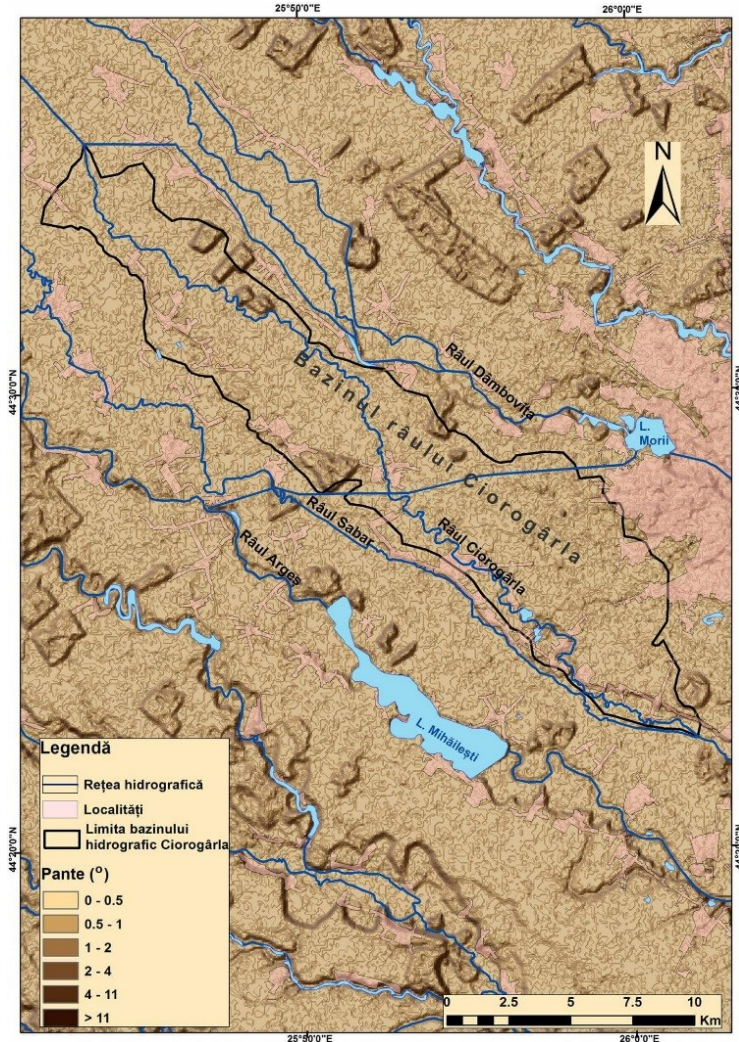 25°50'0"E
26°0'0"E
N
44°30'0"N
Râul Dâmbovița
L.
Morii
Bazinul râului Ciorogârla
Râul Sabar
Râul Ciorogârla
Râul Argeș
L. Mihăilești
44°20'0"N
44°20'0"N
Legendă
Rețea hidrografică
Localități
Limita bazinului
hidrografic Ciorogârla
Pante (°)
0 - 0.5
0.5 - 1
1 - 2
2 - 4
4 - 11
> 11
0 2.5 5 7.5 10
Km
25°50'0"E
26°0'0"E